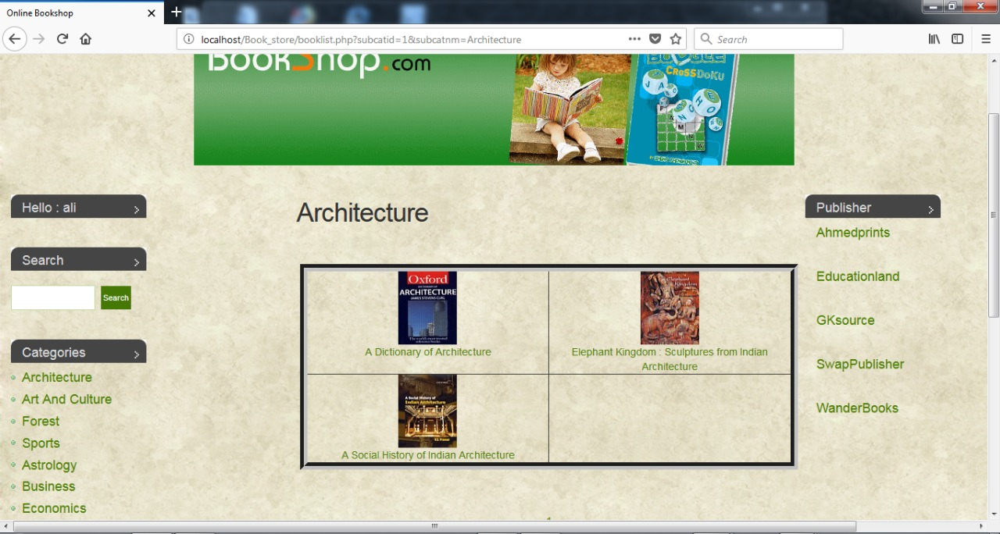 Online Bookshop
localhost/Book_store/booklist.php?subcatid=1&subcatnm=Architecture
Search
BookShop.com
CROSSDOKU
Hello : ali
Search
Search
Categories
Architecture
Art And Culture
Forest
Sports
Astrology
Business
Economics
Architecture
Oxford
DICTIONARY OF
ARCHITECTURE
JAMES STEVENS CURL
A Dictionary of Architecture
Elephant
Kingdom
Elephant Kingdom : Sculptures from Indian
Architecture
A Social History of
Indian Architecture
A Social History of Indian Architecture
Publisher
Ahmedprints
Educationland
GKsource
SwapPublisher
WanderBooks